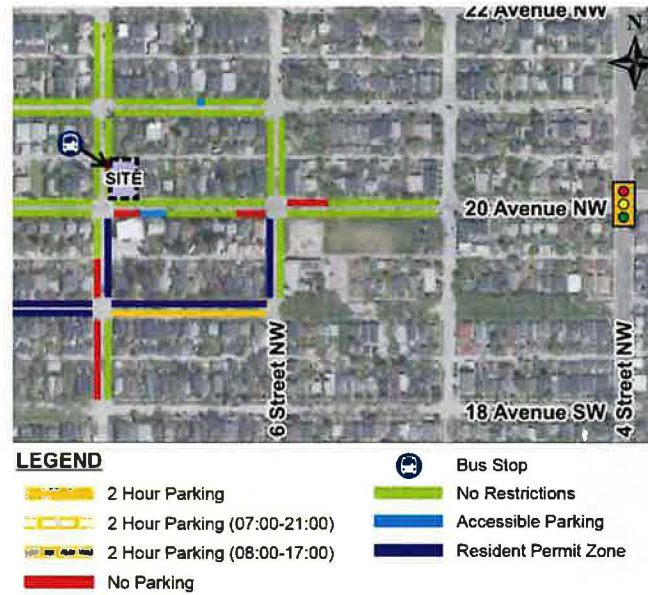 22 Avenue NW
N
SITE
20 Avenue NW
6 Street NW
4 Street NW
18 Avenue SW
LEGEND
2 Hour Parking
2 Hour Parking (07:00-21:00)
2 Hour Parking (08:00-17:00)
No Parking
Bus Stop
No Restrictions
Accessible Parking
Resident Permit Zone